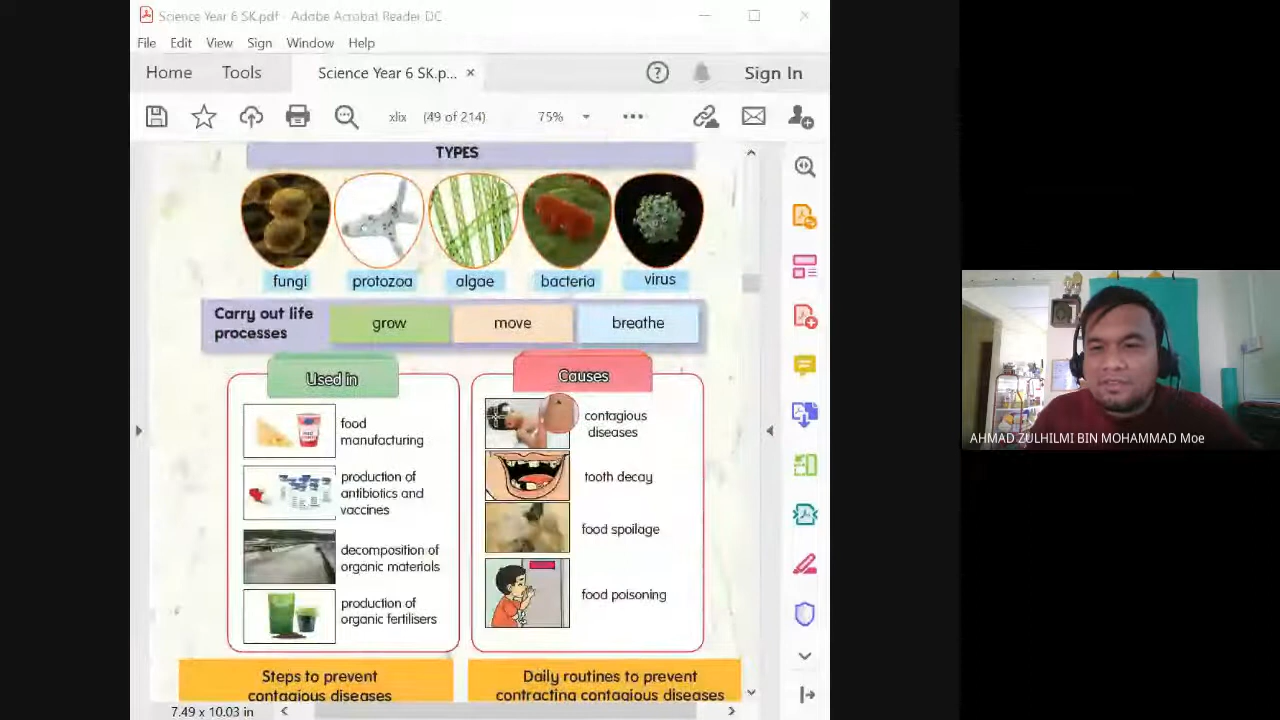 Science Year 6 SK.pdf - Adobe Acrobat Reader DC
File Edit View Sign Window Help
Home Tools Science Year 6 SK.p... × Sign In
xlix (49 of 214) 75%
TYPES
fungi protozoa algae bacteria virus
Carry out life
processes
grow move breathe
Used in
food
manufacturing
production of
antibiotics and
vaccines
decomposition of
organic materials
production of
organic fertilisers
Causes
contagious
diseases
tooth decay
food spoilage
food poisoning
Steps to prevent
contagious diseases
Daily routines to prevent
contracting contagious diseases
7.49 x 10.03 in
AHMAD ZULHILMI BIN MOHAMMAD Moe